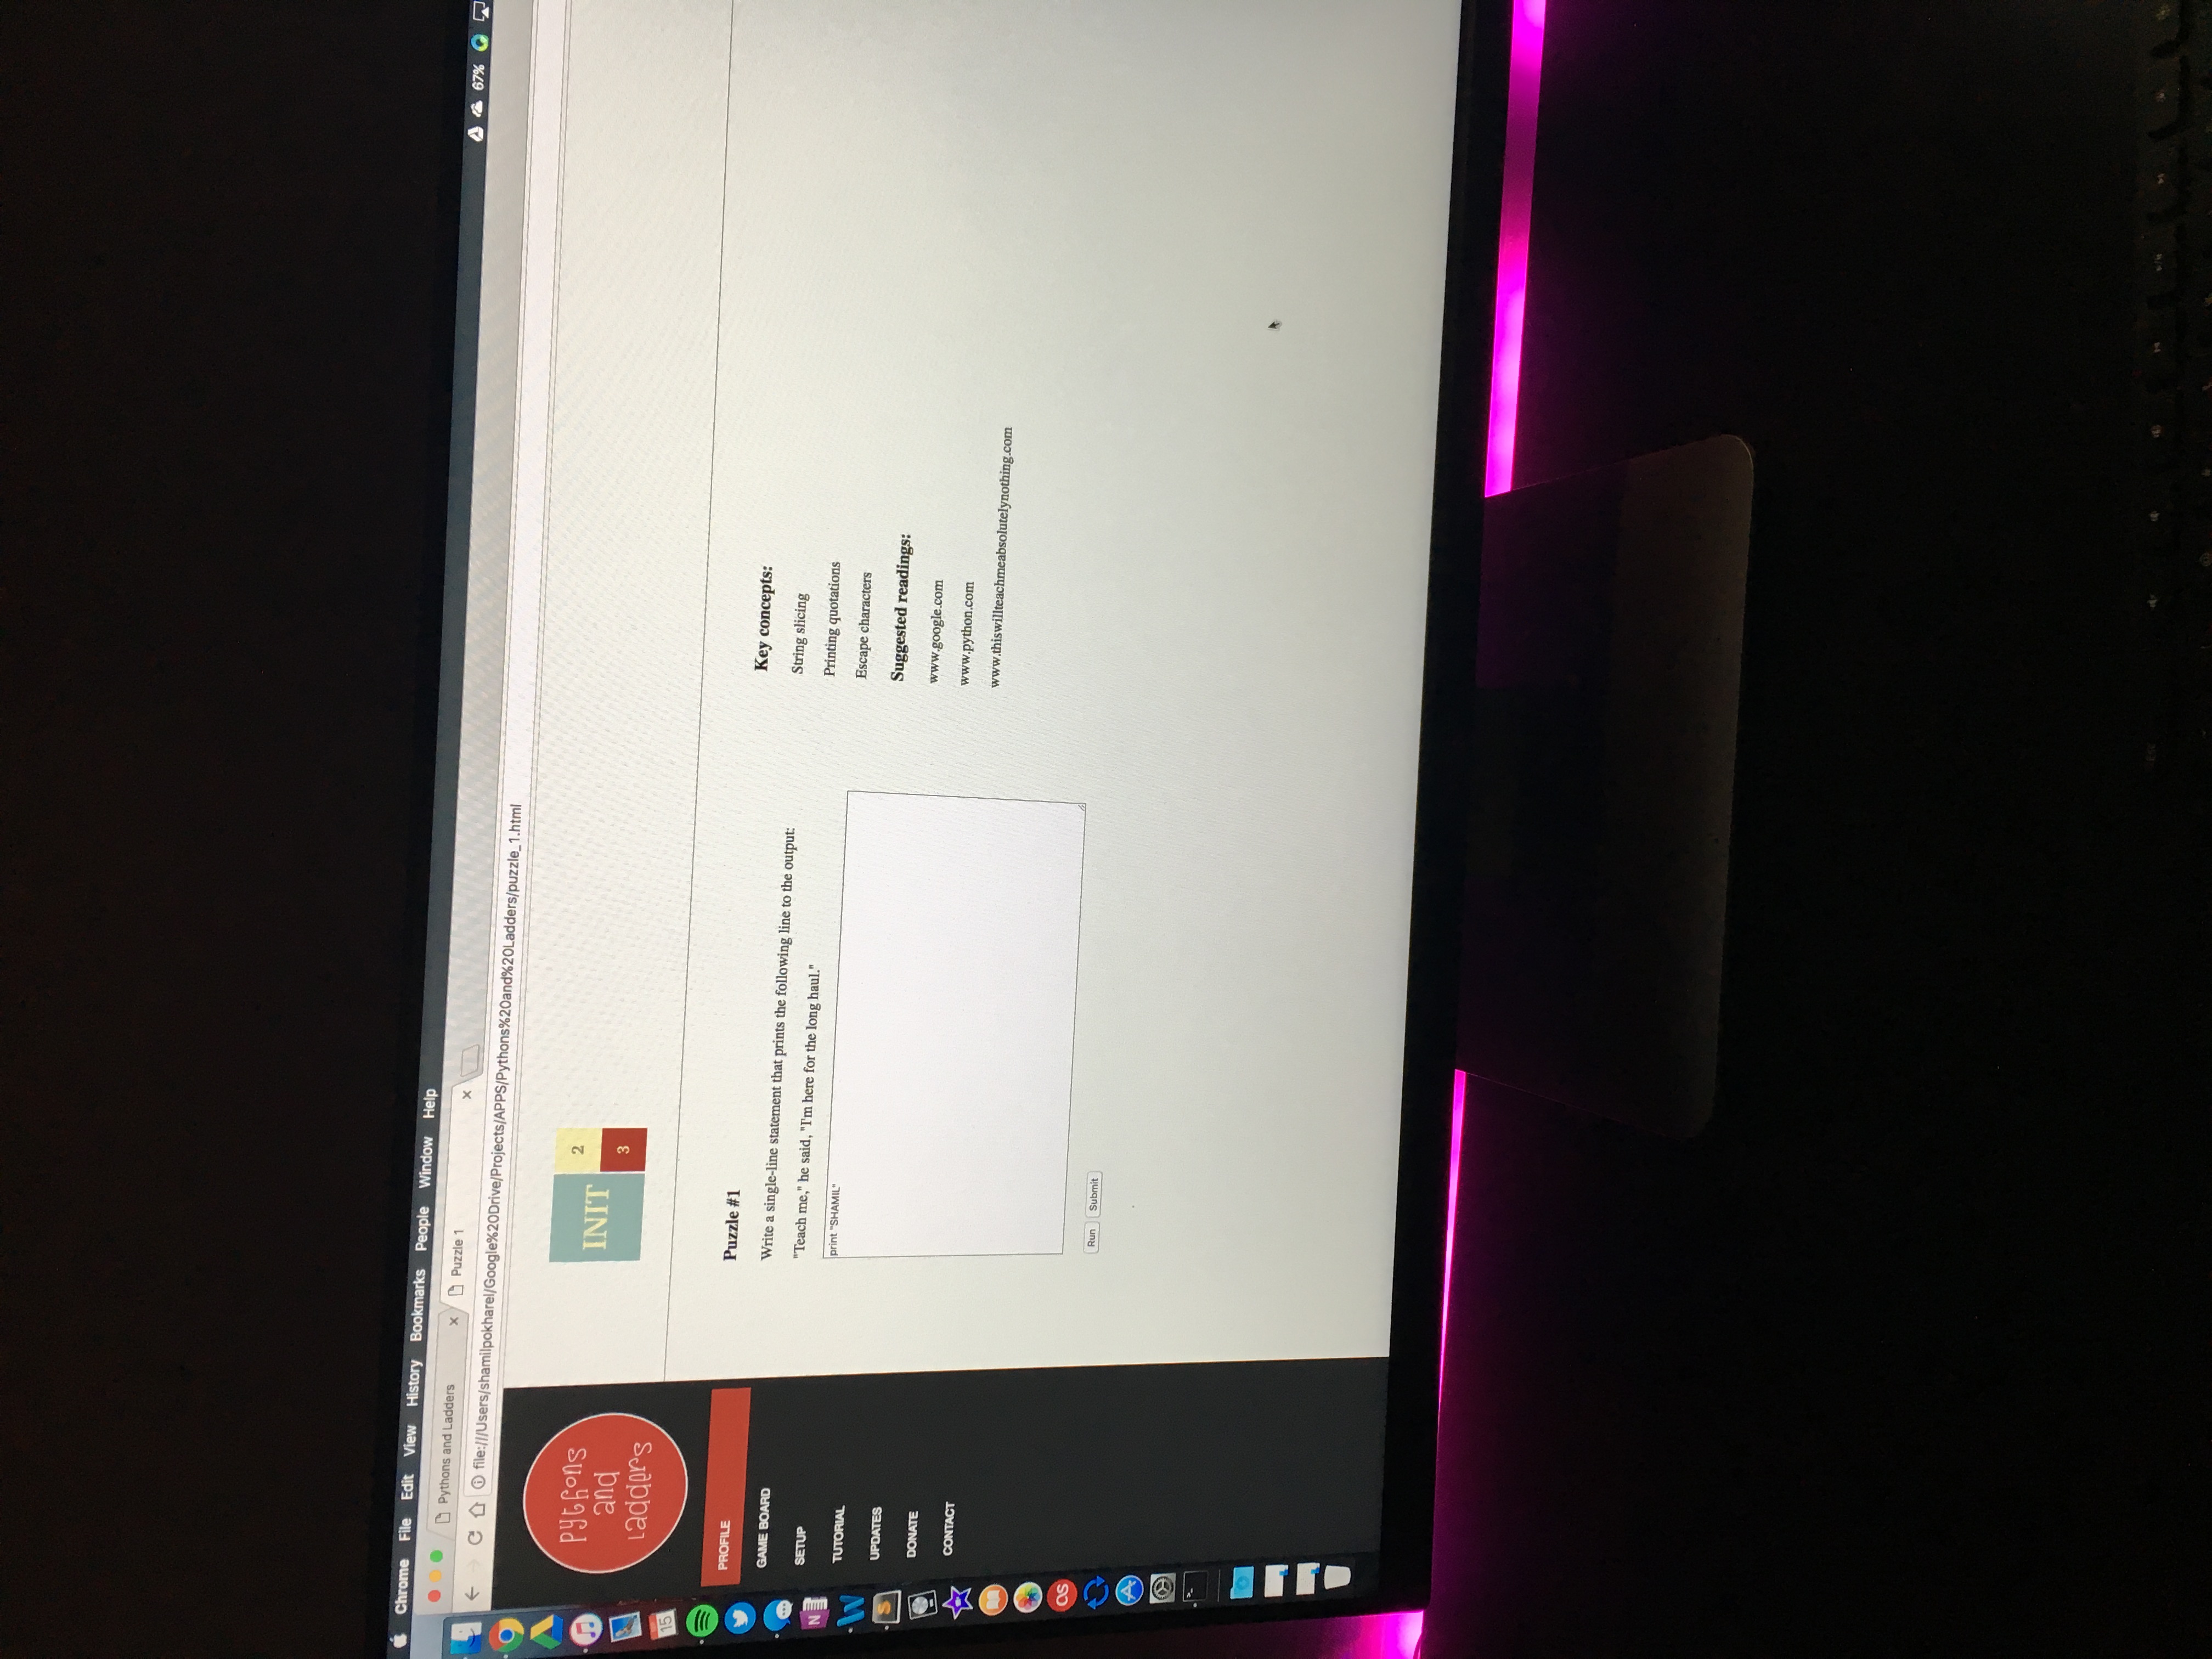 Chrome File Edit View History Bookmarks People Window Help
67%
Pythons and Ladders
Puzzle 1
file:///Users/shamilpokharel/Google%20Drive/Projects/APPS/Pythons%20and%20Ladders/puzzle_1.html
pythons
and
Ladders
PROFILE
GAME BOARD
SETUP
TUTORIAL
UPDATES
DONATE
CONTACT
INIT
2
3
Puzzle #1
Write a single-line statement that prints the following line to the output:
"Teach me," he said, "I'm here for the long haul."
print "SHAMIL"
Run Submit
Key concepts:
String slicing
Printing quotations
Escape characters
Suggested readings:
www.google.com
www.python.com
www.thiswillteachmeabsolutelynothing.com
15
N
W
S
as